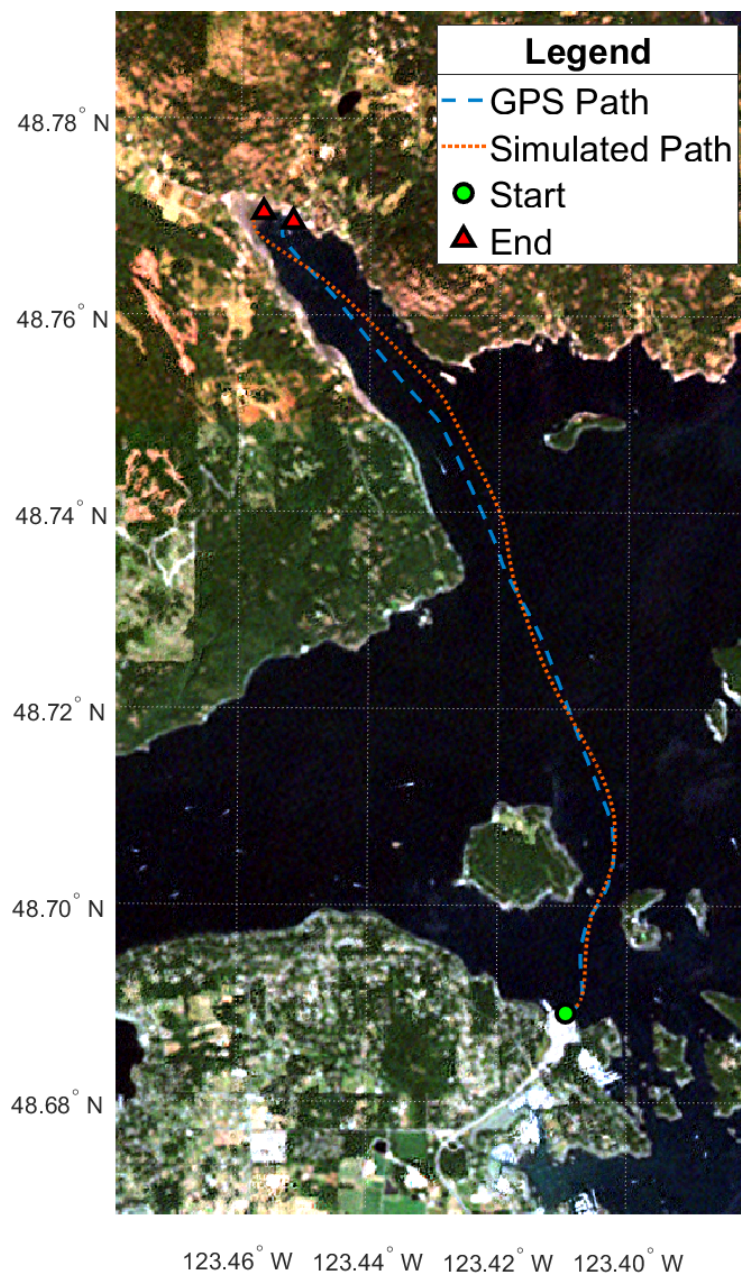 Legend
GPS Path
Simulated Path
Start
End
48.78° N
48.76° N
48.74° N
48.72° N
48.70° N
48.68° N
123.46° W 123.44° W 123.42° W 123.40° W